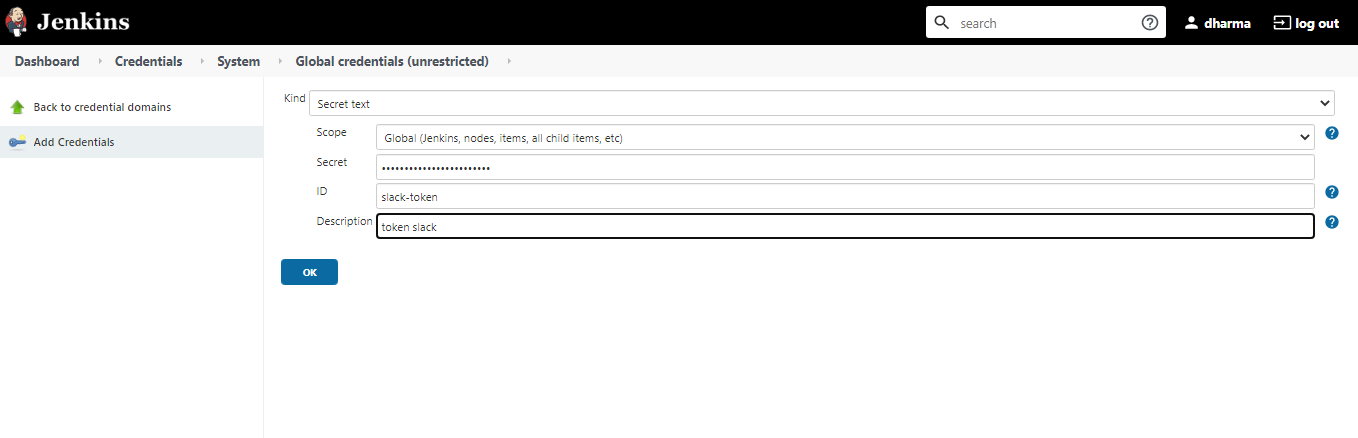 Jenkins
search
dharma
log out
Dashboard
Credentials
System
Global credentials (unrestricted)
Back to credential domains
Add Credentials
Kind
Secret text
Scope
Global (Jenkins, nodes, items, all child items, etc)
Secret
••••••••••••••••••••••••
ID
slack-token
Description
token slack
OK